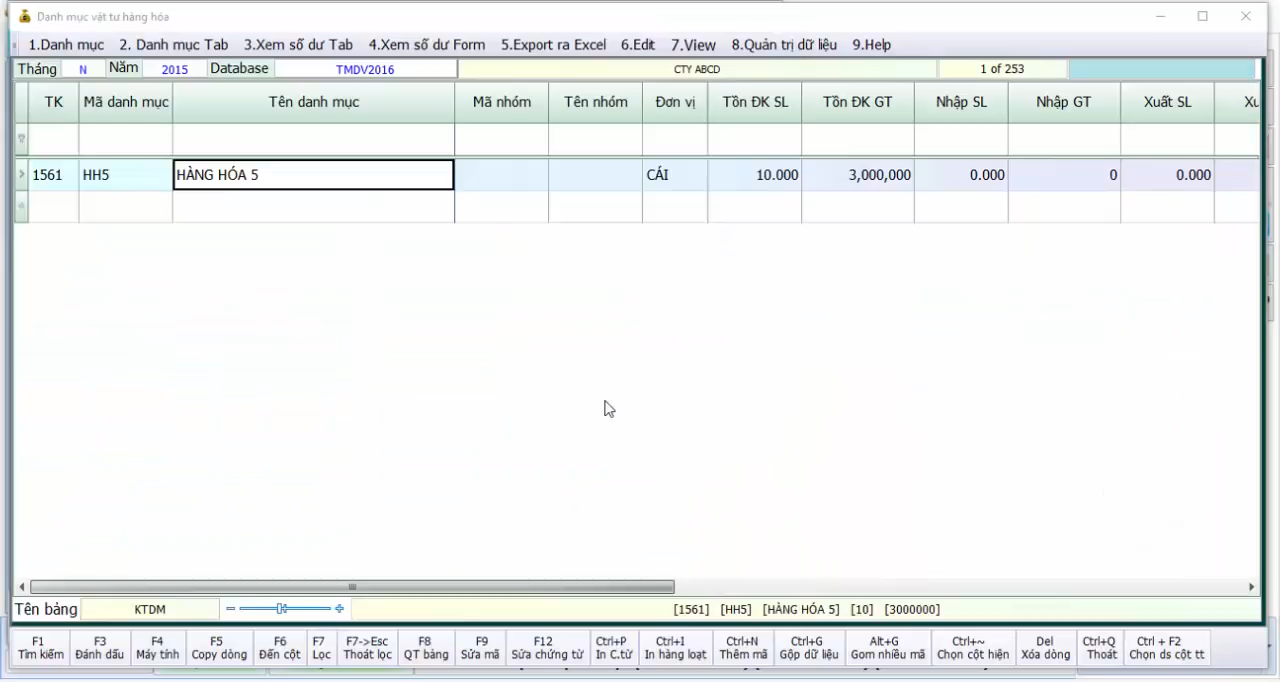 Danh mục vật tư hàng hóa
1.Danh mục 2. Danh mục Tab 3.Xem số dư Tab 4.Xem số dư Form 5.Export ra Excel 6.Edit 7.View 8.Quản trị dữ liệu 9.Help
Tháng N Năm 2015 Database TMDV2016 CTY ABCD 1 of 253
TK Mã danh mục Tên danh mục Mã nhóm Tên nhóm Đơn vị Tồn ĐK SL Tồn ĐK GT Nhập SL Nhập GT Xuất SL Xu
1561 HH5 HÀNG HÓA 5 CÁI 10.000 3,000,000 0.000 0 0.000
Tên bảng KTDM [1561] [HH5] [HÀNG HÓA 5] [10] [3000000]
F1 F3 F4 F5 F6 F7 F7->Esc F8 F9 F12 Ctrl+P Ctrl+I Ctrl+N Ctrl+G Alt+G Ctrl+~ Del Ctrl+Q Ctrl + F2
Tìm kiếm Đánh dấu Máy tính Copy dòng Đến cột Lọc Thoát lọc QT bảng Sửa mã Sửa chứng từ In C.từ In hàng loạt Thêm mã Gộp dữ liệu Gom nhiều mã Chọn cột hiện Xóa dòng Thoát Chọn ds cột tt